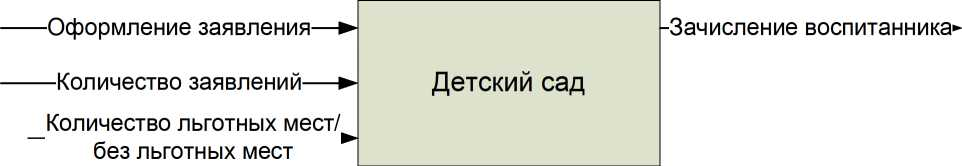 Оформление заявления
Зачисление воспитанника
Количество заявлений
Детский сад
Количество льготных мест/
без льготных мест